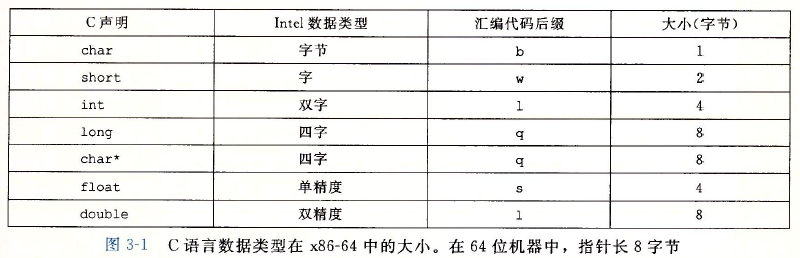 C声明 Intel 数据类型 汇编代码后缀 大小(字节)
char 字节 b 1
short 字 w 2
int 双字 l 4
long 四字 q 8
char* 四字 q 8
float 单精度 s 4
double 双精度 l 8
图 3-1 C 语言数据类型在 x86-64 中的大小。在 64 位机器中，指针长 8 字节